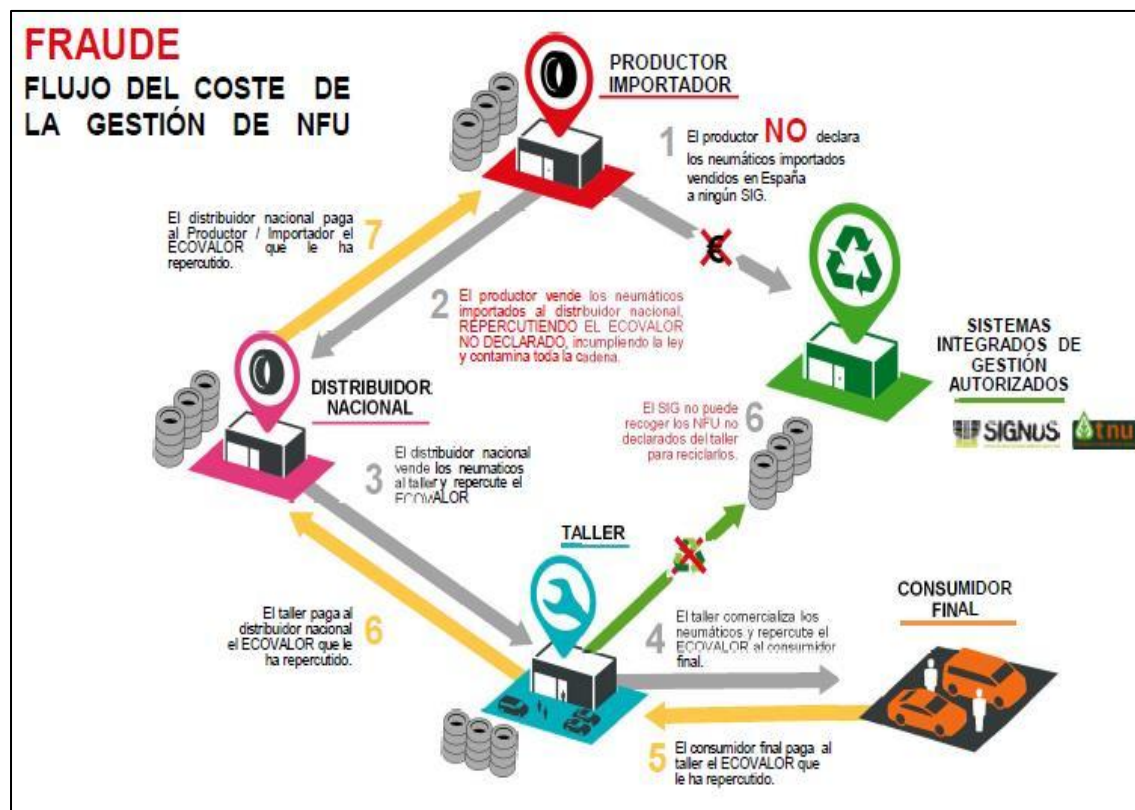 FRAUDE
FLUJO DEL COSTE DE
LA GESTIÓN DE NFU
PRODUCTOR
IMPORTADOR
1
El productor NO declara
los neumáticos importados
vendidos en España
a ningún SIG.
€
El distribuidor nacional paga
al Productor / Importador el
ECOVALOR que le ha
repercutido.
7
2
El productor vende los neumáticos
importados al distribuidor nacional,
REPERCUTIENDO EL ECOVALOR
NO DECLARADO, incumpliendo la ley
y contamina toda la cadena.
SISTEMAS
INTEGRADOS DE
GESTIÓN
AUTORIZADOS
SIGNUS
tnu
DISTRIBUIDOR
NACIONAL
El SIG no puede
recoger los NFU no
declarados del taller
para reciclarlos.
6
3
El distribuidor nacional
vende los neumaticos
al taller y repercute el
ECOVALOR
TALLER
CONSUMIDOR
FINAL
El taller paga al
distribuidor nacional
el ECOVALOR que le
ha repercutido.
6
4
El taller comercializa los
neumáticos y repercute el
ECOVALOR al consumidor
final.
5
El consumidor final paga al
taller el ECOVALOR que
le ha repercutido.